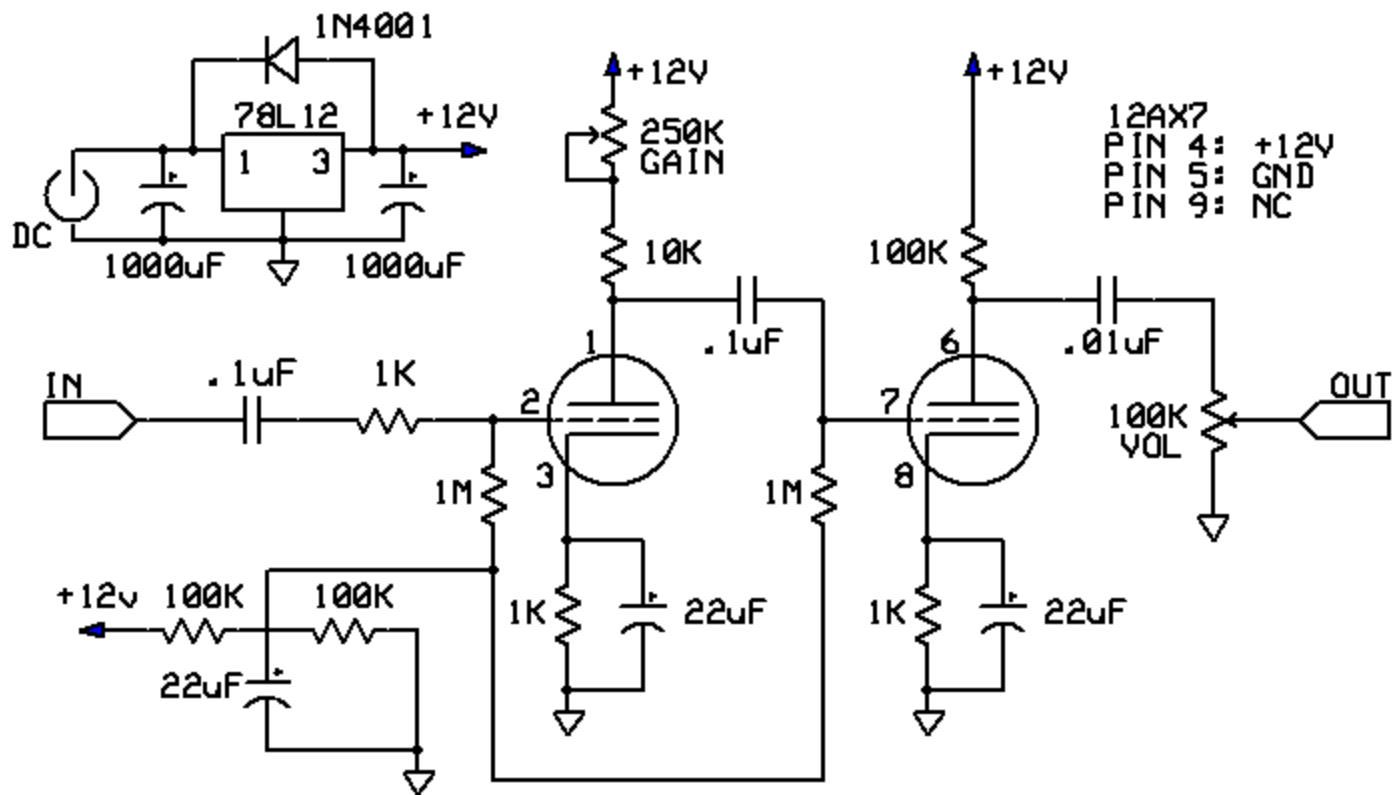 1N4001
78L12
+12V
1
3
DC
1000uF
1000uF
+12V
250K
GAIN
10K
.1uF
+12V
100K
.01uF
12AX7
PIN 4: +12V
PIN 5: GND
PIN 9: NC
IN
.1uF
1K
1
2
3
1M
1K
22uF
6
7
8
1M
1K
22uF
100K
VOL
OUT
+12v
100K
100K
22uF